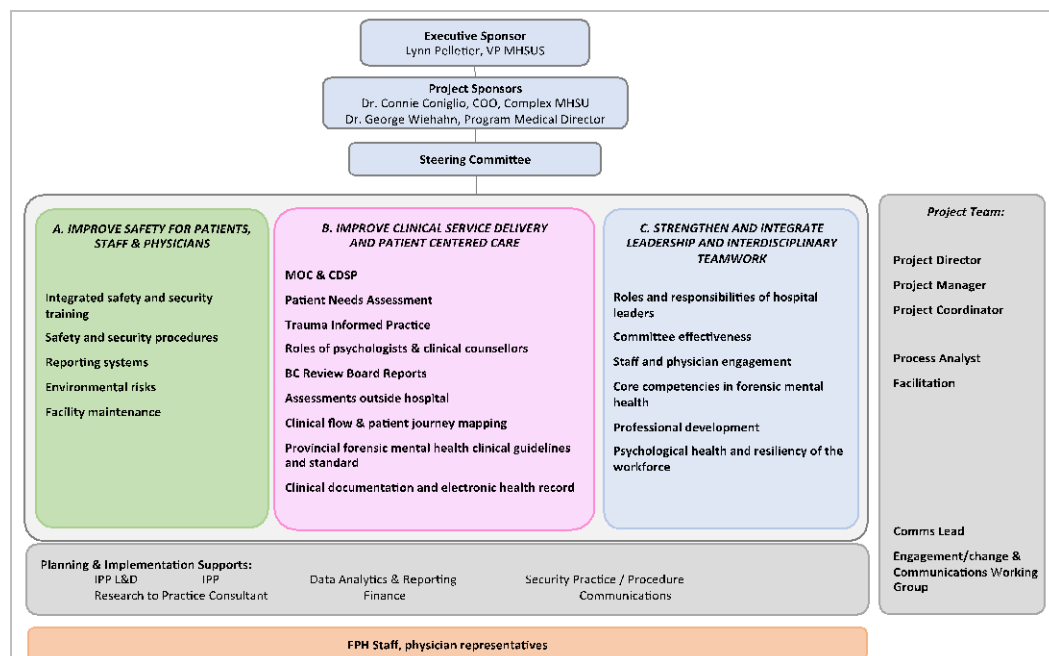 Executive Sponsor
Lynn Pelletier, VP MHSUS
Project Sponsors
Dr. Connie Coniglio, COO, Complex MHSU
Dr. George Wiehahn, Program Medical Director
Steering Committee
A. IMPROVE SAFETY FOR PATIENTS,
STAFF & PHYSICIANS
Integrated safety and security
training
Safety and security procedures
Reporting systems
Environmental risks
Facility maintenance
B. IMPROVE CLINICAL SERVICE DELIVERY
AND PATIENT CENTERED CARE
MOC & CDSP
Patient Needs Assessment
Trauma Informed Practice
Roles of psychologists & clinical counsellors
BC Review Board Reports
Assessments outside hospital
Clinical flow & patient journey mapping
Provincial forensic mental health clinical guidelines
and standard
Clinical documentation and electronic health record
C. STRENGTHEN AND INTEGRATE
LEADERSHIP AND INTERDISCIPLINARY
TEAMWORK
Roles and responsibilities of hospital
leaders
Committee effectiveness
Staff and physician engagement
Core competencies in forensic mental
health
Professional development
Psychological health and resiliency of the
workforce
Project Team:
Project Director
Project Manager
Project Coordinator
Process Analyst
Facilitation
Comms Lead
Engagement/change &
Communications Working
Group
Planning & Implementation Supports:
IPP L&D IPP Data Analytics & Reporting Security Practice / Procedure
Research to Practice Consultant Finance Communications
FPH Staff, physician representatives